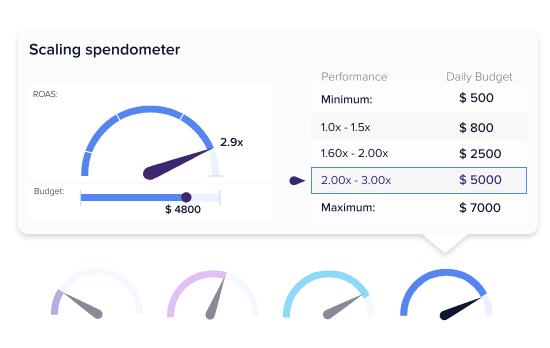 Scaling spendometer
ROAS:
2.9x
Budget:
$ 4800
Performance Daily Budget
Minimum: $ 500
1.0x - 1.5x $ 800
1.60x - 2.00x $ 2500
2.00x - 3.00x $ 5000
Maximum: $ 7000